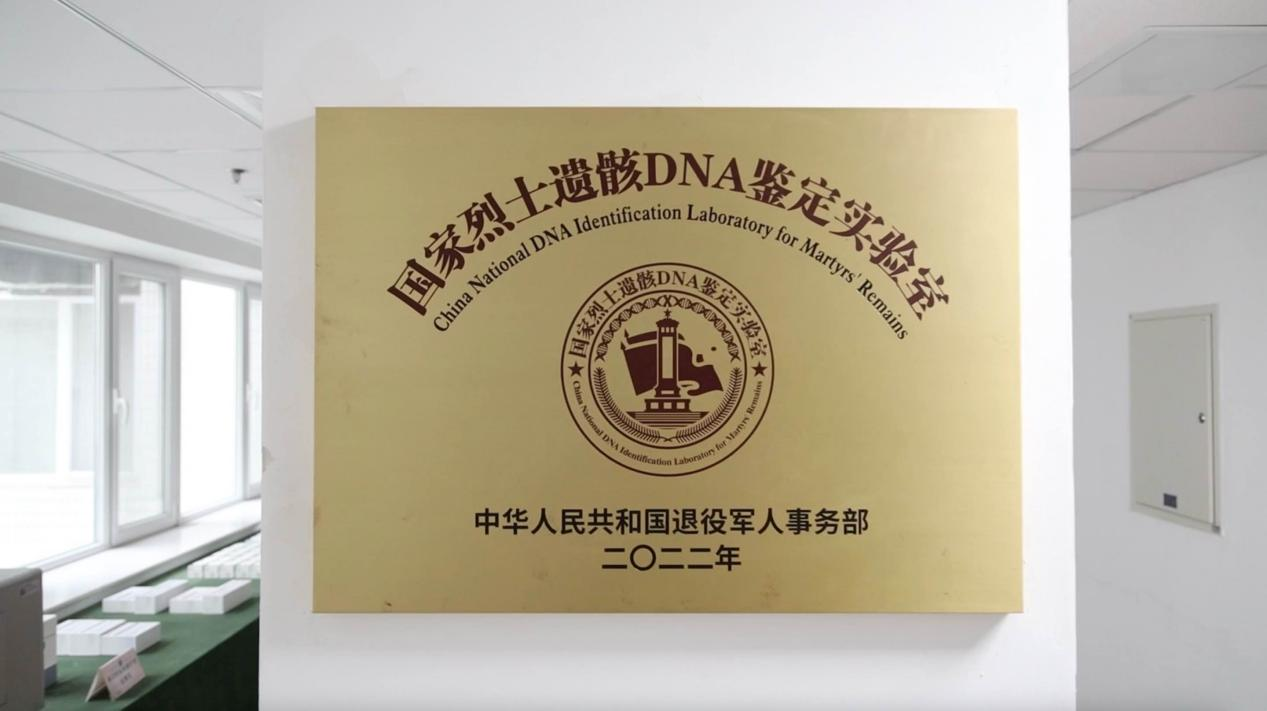 国家烈士遗骸DNA鉴定实验室
China National DNA Identification Laboratory for Martyrs' Remains
国家烈士遗骸DNA鉴定实验室
China National DNA Identification Laboratory for Martyrs Remains
中华人民共和国退役军人事务部
二〇二二年